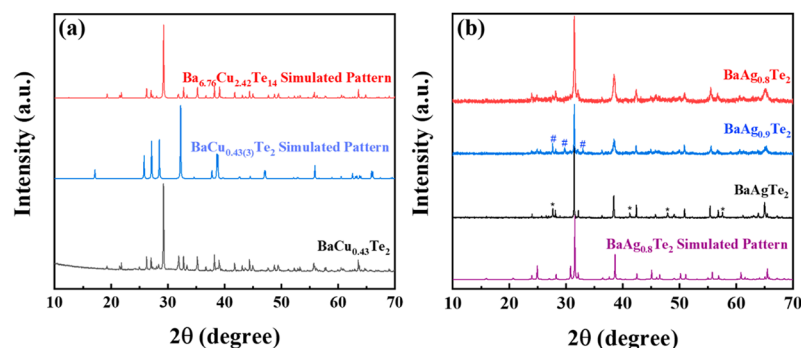 (a)
Ba6.76Cu2.42Te14 Simulated Pattern
BaCu0.43(3)Te2 Simulated Pattern
BaCu0.43Te2
Intensity (a.u.)
10 20 30 40 50 60 70
2θ (degree)
(b)
BaAg0.8Te2
# # #
BaAg0.9Te2
* * * *
BaAgTe2
BaAg0.8Te2 Simulated Pattern
Intensity (a.u.)
10 20 30 40 50 60 70
2θ (degree)